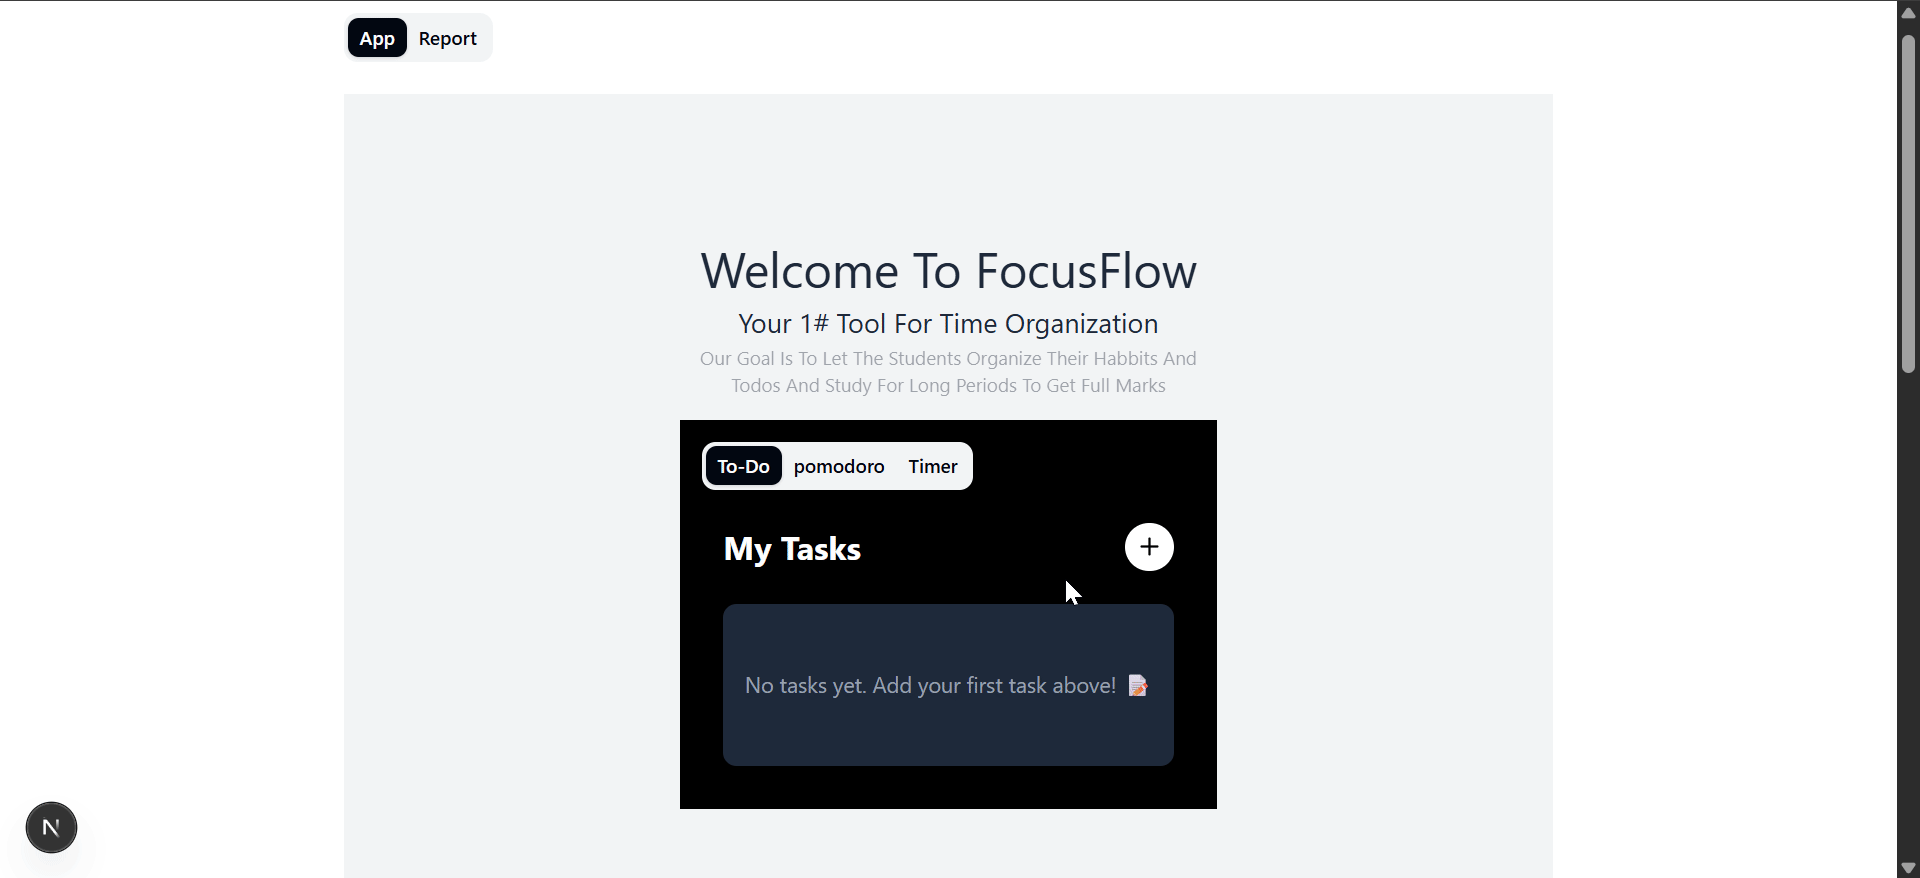 App Report
Welcome To FocusFlow
Your 1# Tool For Time Organization
Our Goal Is To Let The Students Organize Their Habbits And
Todos And Study For Long Periods To Get Full Marks
To-Do pomodoro Timer
My Tasks +
No tasks yet. Add your first task above! 📝
N